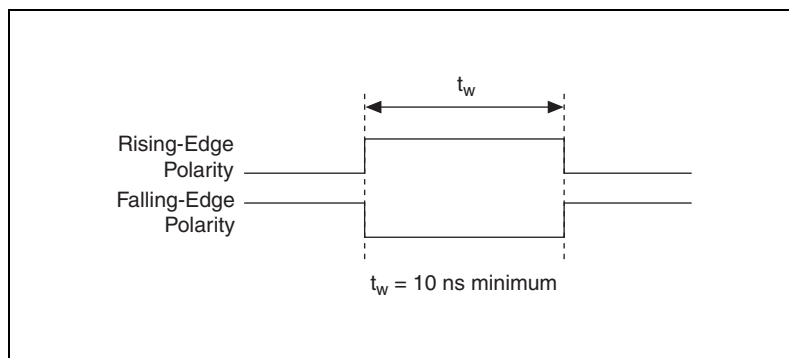 t_w
Rising-Edge
Polarity
Falling-Edge
Polarity
t_w = 10 ns minimum